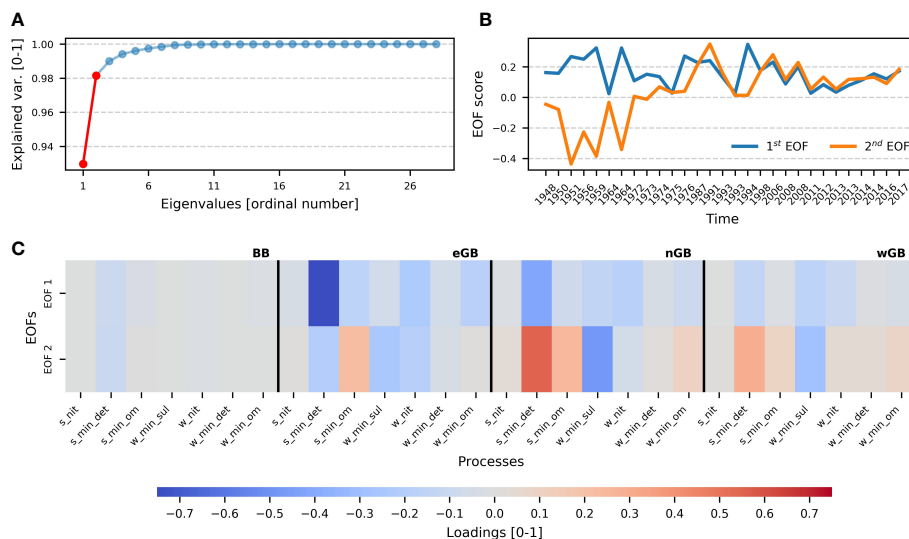 A
Explained var. [0-1]
1.00
0.98
0.96
0.94
1
6
11
16
21
26
Eigenvalues [ordinal number]
B
EOF score
0.2
0.0
−0.2
−0.4
1st EOF
2nd EOF
1948
1950
1951
1956
1959
1964
1964
1972
1973
1974
1975
1976
1987
1991
1993
1993
1994
1998
2006
2008
2008
2011
2012
2013
2014
2014
2016
2017
Time
C
BB
eGB
nGB
wGB
EOFs
EOF 1
EOF 2
s_nit
s_min_det
s_min_om
w_min_sul
w_nit
w_min_det
w_min_om
s_nit
s_min_det
s_min_om
w_min_sul
w_nit
w_min_det
w_min_om
s_nit
s_min_det
s_min_om
w_min_sul
w_nit
w_min_det
w_min_om
s_nit
s_min_det
s_min_om
w_min_sul
w_nit
w_min_det
w_min_om
Processes
−0.7 −0.6 −0.5 −0.4 −0.3 −0.2 −0.1 0.0 0.1 0.2 0.3 0.4 0.5 0.6 0.7
Loadings [0-1]